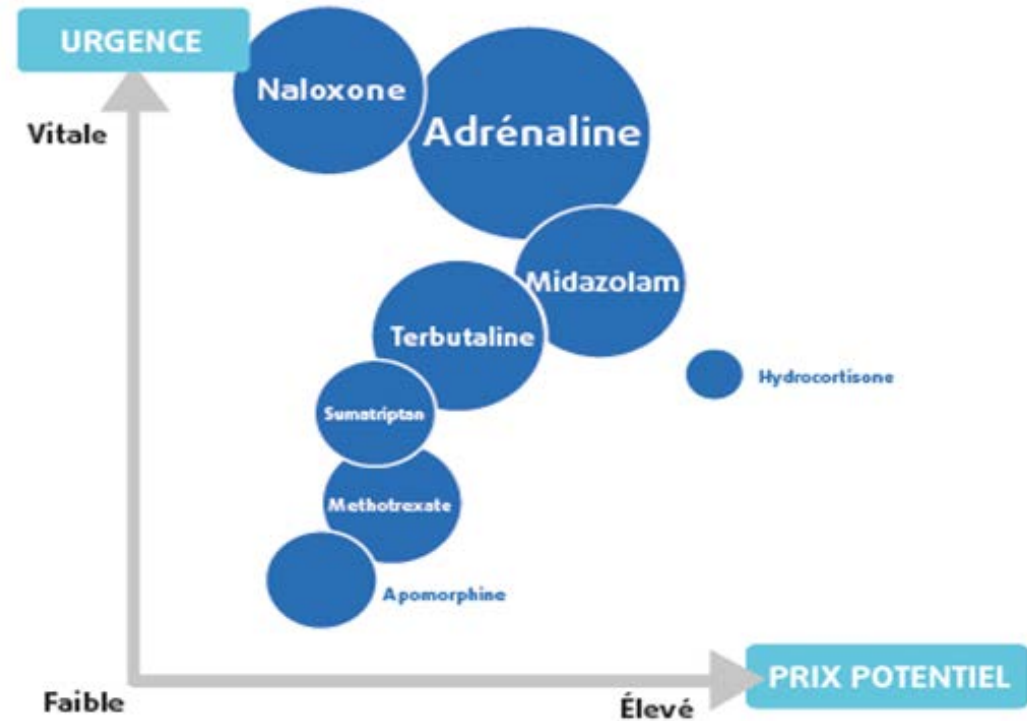 URGENCE
Vitale
Naloxone
Adrénaline
Midazolam
Terbutaline
Hydrocortisone
Sumatriptan
Methotrexate
Apomorphine
PRIX POTENTIEL
Faible
Élevé